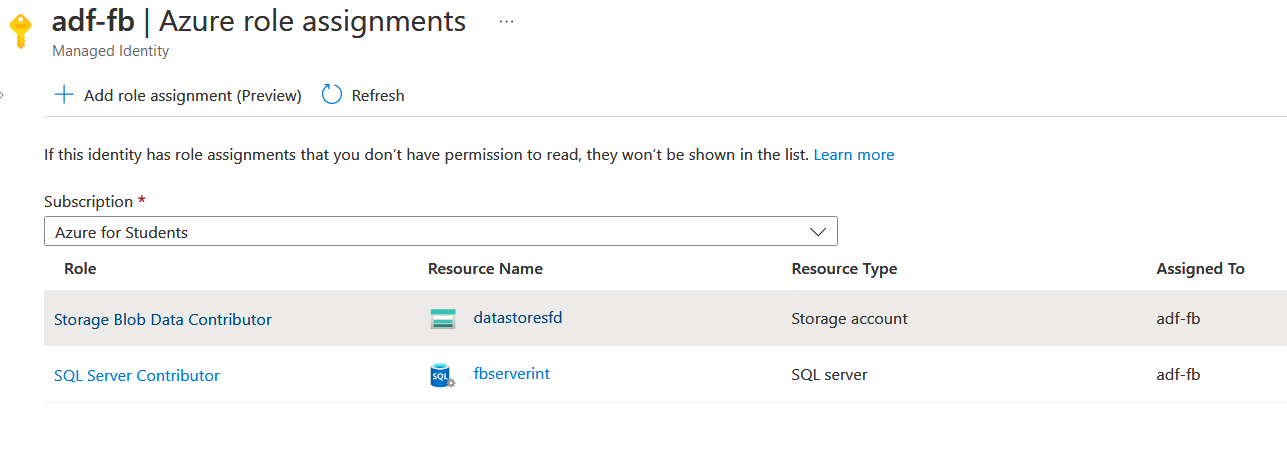 adf-fb | Azure role assignments ...
Managed Identity
Add role assignment (Preview) Refresh
If this identity has role assignments that you don't have permission to read, they won't be shown in the list. Learn more
Subscription *
Azure for Students
Role Resource Name Resource Type Assigned To
Storage Blob Data Contributor datastoresfd Storage account adf-fb
SQL Server Contributor SQL fbserverint SQL server adf-fb